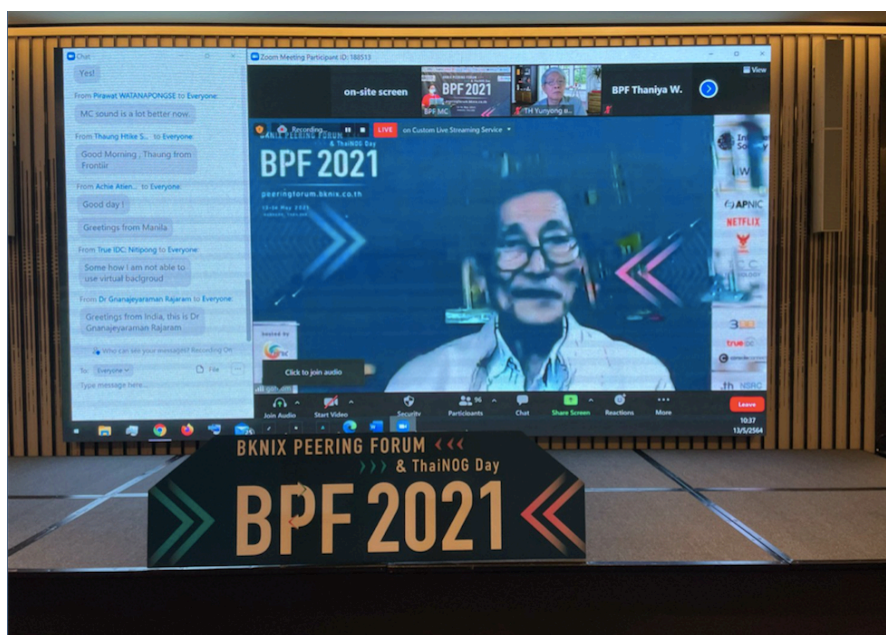 Chat
Yes!
From Pirawat WATANAPONGSE to Everyone:
MC sound is a lot better now.
From Thaung Htike S... to Everyone:
Good Morning , Thaung from
Frontiir
From Achie Atien... to Everyone:
Good day !
Greetings from Manila
From True IDC: Nitipong to Everyone:
Some how I am not able to
use virtual backgroud
From Dr Gnanajeyaraman Rajaram to Everyone:
Greetings from India, this is Dr
Gnanajeyaraman Rajaram
Who can see your messages? Recording On
To: Everyone
File
Type message here...
Zoom Meeting Participant ID: 188513
View
on-site screen
BPF 2021
BPF MC
TH Yunyong e...
BPF Thaniya W.
Recording...
LIVE
on Custom Live Streaming Service
BKNIX PEERING FORUM
& ThaiNOG Day
BPF 2021
peeringforum.bknix.co.th
APNIC
NETFLIX
true
.th
hosted by
Click to join audio
Join Audio
Start Video
Security
Participants
96
Chat
Share Screen
Reactions
More
Leave
10:37
13/5/2564
BKNIX PEERING FORUM
& ThaiNOG Day
BPF 2021